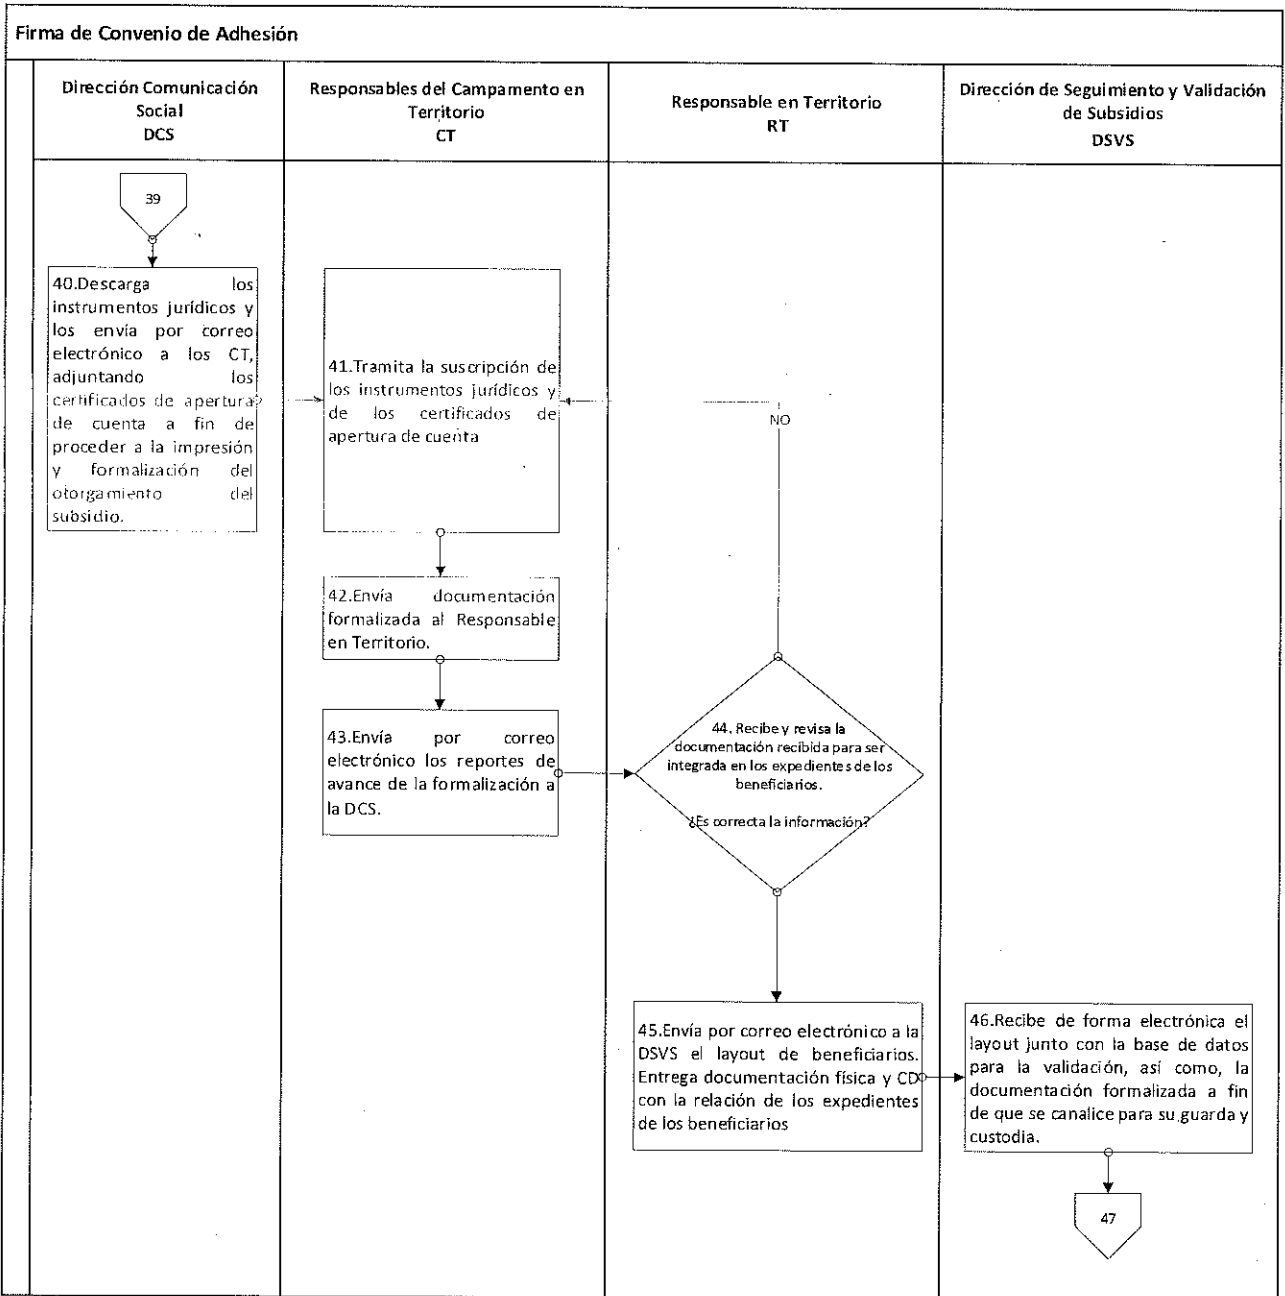 Firma de Convenio de Adhesión
Dirección Comunicación
Social
DCS
Responsables del Campamento en
Territorio
CT
Responsable en Territorio
RT
Dirección de Seguimiento y Validación
de Subsidios
DSVS
39
40.Descarga los
instrumentos jurídicos y
los envía por correo
electrónico a los CT,
adjuntando los
certificados de apertura
de cuenta a fin de
proceder a la impresión
y formalización del
otorgamiento del
subsidio.
41.Tramita la suscripción de
los instrumentos jurídicos y
de los certificados de
apertura de cuenta
NO
42.Envía documentación
formalizada al Responsable
en Territorio.
43.Envía por correo
electrónico los reportes de
avance de la formalización a
la DCS.
44. Recibe y revisa la
documentación recibida para ser
integrada en los expedientes de los
beneficiarios.
¿Es correcta la información?
45.Envía por correo electrónico a la
DSVS el layout de beneficiarios.
Entrega documentación física y CD
con la relación de los expedientes
de los beneficiarios
46.Recibe de forma electrónica el
layout junto con la base de datos
para la validación, así como, la
documentación formalizada a fin
de que se canalice para su guarda y
custodia.
47